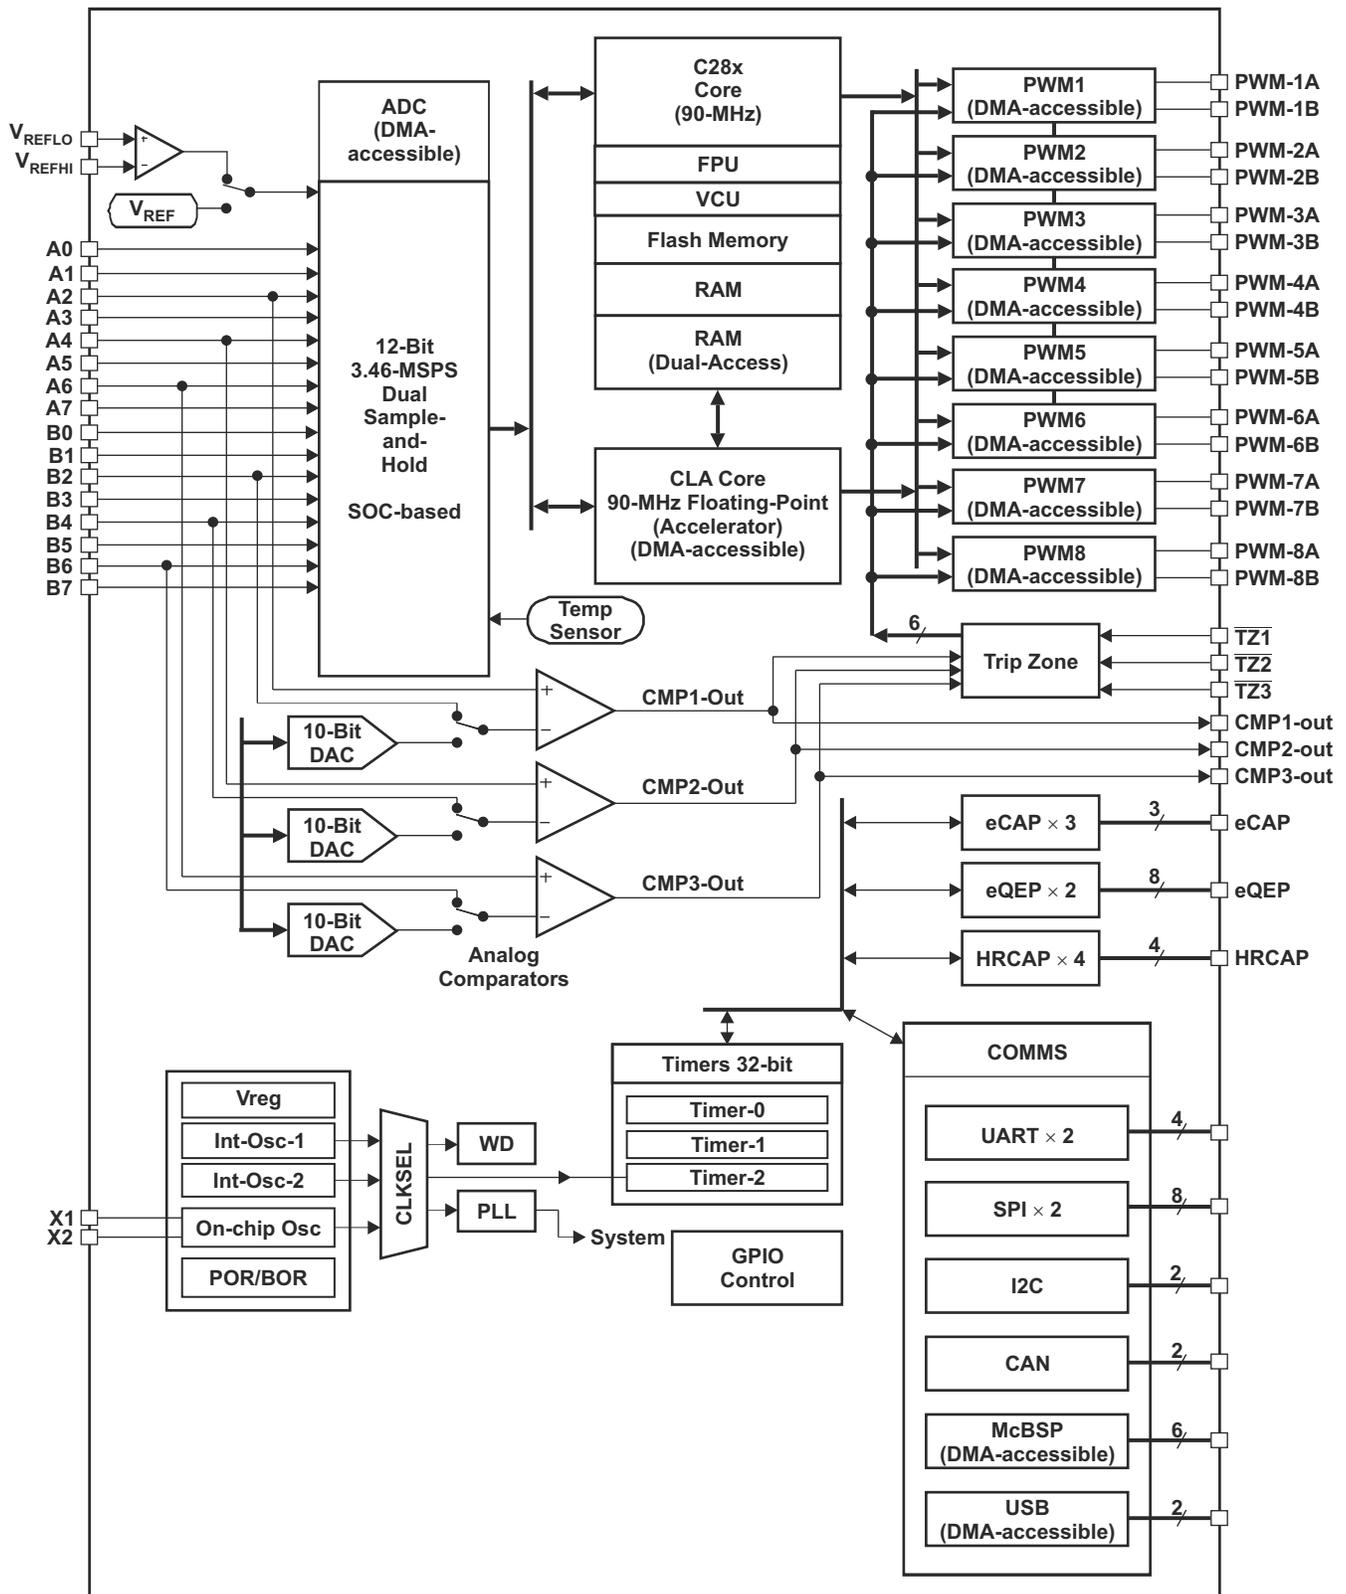 C28x
Core
(90-MHz)
FPU
VCU
Flash Memory
RAM
RAM
(Dual-Access)
CLA Core
90-MHz Floating-Point
(Accelerator)
(DMA-accessible)
ADC
(DMA-
accessible)
12-Bit
3.46-MSPS
Dual
Sample-
and-
Hold
SOC-based
VREFLO
VREFHI
+
−
VREF
A0
A1
A2
A3
A4
A5
A6
A7
B0
B1
B2
B3
B4
B5
B6
B7
Temp
Sensor
PWM1
(DMA-accessible)
PWM2
(DMA-accessible)
PWM3
(DMA-accessible)
PWM4
(DMA-accessible)
PWM5
(DMA-accessible)
PWM6
(DMA-accessible)
PWM7
(DMA-accessible)
PWM8
(DMA-accessible)
PWM-1A
PWM-1B
PWM-2A
PWM-2B
PWM-3A
PWM-3B
PWM-4A
PWM-4B
PWM-5A
PWM-5B
PWM-6A
PWM-6B
PWM-7A
PWM-7B
PWM-8A
PWM-8B
6
Trip Zone
TZ1
TZ2
TZ3
CMP1-out
CMP2-out
CMP3-out
10-Bit
DAC
+
−
CMP1-Out
10-Bit
DAC
+
−
CMP2-Out
10-Bit
DAC
+
−
CMP3-Out
Analog
Comparators
eCAP × 3
3
eCAP
eQEP × 2
8
eQEP
HRCAP × 4
4
HRCAP
Timers 32-bit
Timer-0
Timer-1
Timer-2
Vreg
Int-Osc-1
Int-Osc-2
On-chip Osc
POR/BOR
X1
X2
CLKSEL
WD
PLL
System
GPIO
Control
COMMS
UART × 2
4
SPI × 2
8
I2C
2
CAN
2
McBSP
(DMA-accessible)
6
USB
(DMA-accessible)
2